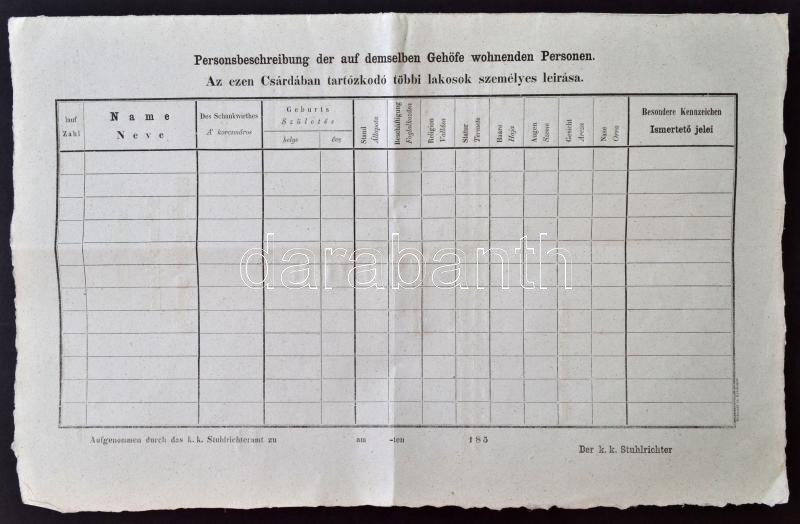 Personsbeschreibung der auf demselben Gehöfe wohnenden Personen.
Az ezen Csárdában tartózkodó többi lakosok személyes leirása.
lauf
Zahl
Name
Neve
Des Schankwirthes
A' korcsmáros
Geburts
Születés
helye
év
Stand
Állapota
Beschäftigung
Foglalkozása
Religion
Vallása
Statur
Termete
Haare
Haja
Augen
Szeme
Gesicht
Arcza
Nase
Orra
Besondere Kennzeichen
Ismertető jelei
darabanth
Aufgenommen durch das k. k. Stuhlrichteramt zu am -ten 185
Der k. k. Stuhlrichter